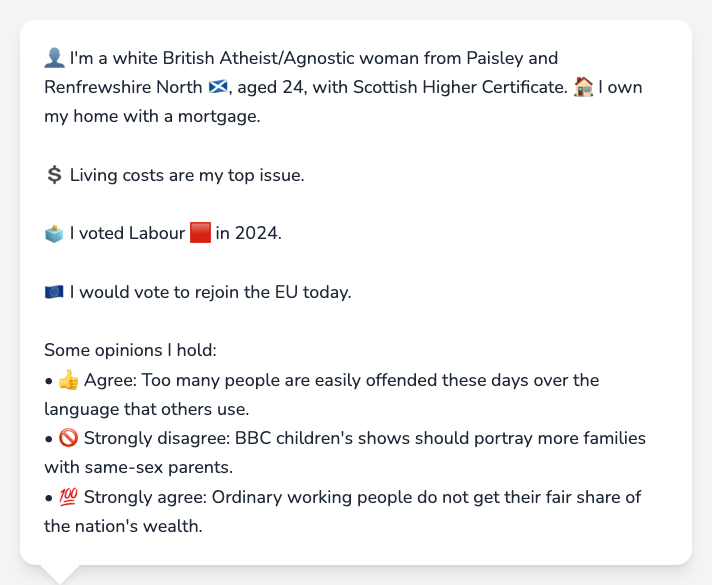 👤 I'm a white British Atheist/Agnostic woman from Paisley and
Renfrewshire North 🏴󠁧󠁢󠁳󠁣󠁴󠁿, aged 24, with Scottish Higher Certificate. 🏠 I own
my home with a mortgage.
💲 Living costs are my top issue.
🗳️ I voted Labour 🟥 in 2024.
🇪🇺 I would vote to rejoin the EU today.
Some opinions I hold:
• 👍 Agree: Too many people are easily offended these days over the
language that others use.
• 🚫 Strongly disagree: BBC children's shows should portray more families
with same-sex parents.
• 💯 Strongly agree: Ordinary working people do not get their fair share of
the nation's wealth.